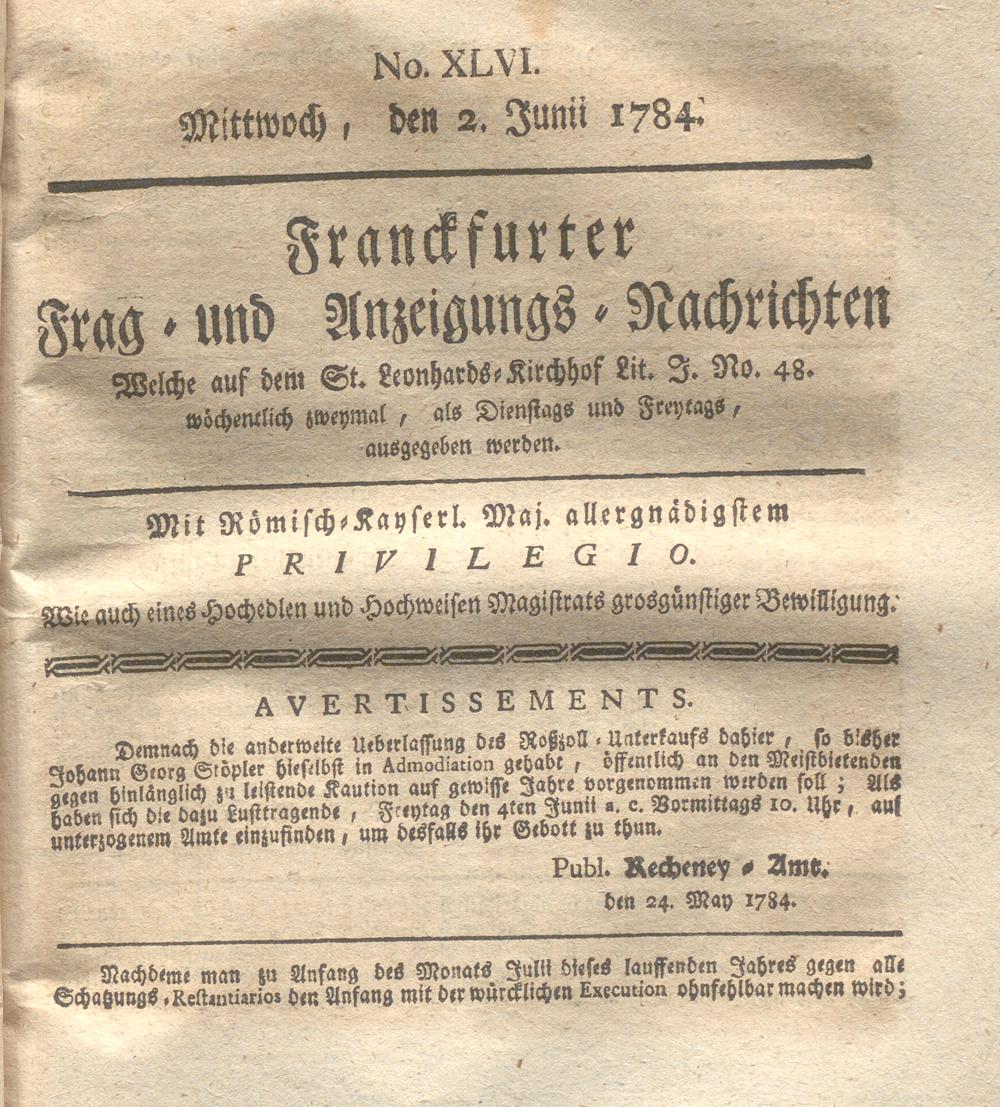 No. XLVI.
Mittwoch, den 2. Junii 1784.
Franckfurter
Frag- und Anzeigungs-Nachrichten
Welche auf dem St. Leonhards-Kirchhof Lit. J. No. 48.
wöchentlich zweymal, als Dienstags und Freytags,
ausgegeben werden.
Mit Römisch-Kayserl. Maj. allergnädigstem
PRIVILEGIO.
Wie auch eines Hochedlen und Hochweisen Magistrats grosgünstiger Bewilligung.
AVERTISSEMENTS.
Demnach die anderweite Ueberlassung des Roßzoll-Unterkaufs dahier, so bisher
Johann Georg Stöpler hieselbst in Admodiation gehabt, öffentlich an den Meistbietenden
gegen hinlänglich zu leistende Kaution auf gewisse Jahre vorgenommen werden soll; Als
haben sich die dazu Lusttragende, Freytag den 4ten Junii a. c. Vormittags 10. Uhr, auf
unterzogenem Amte einzufinden, um desfalls ihr Gebott zu thun.
Publ. Recheney-Amt.
den 24. May 1784.
Nachdeme man zu Anfang des Monats Julii dieses lauffenden Jahres gegen alle
Schatzungs-Restantiarios den Anfang mit der würcklichen Execution ohnfehlbar machen wird;